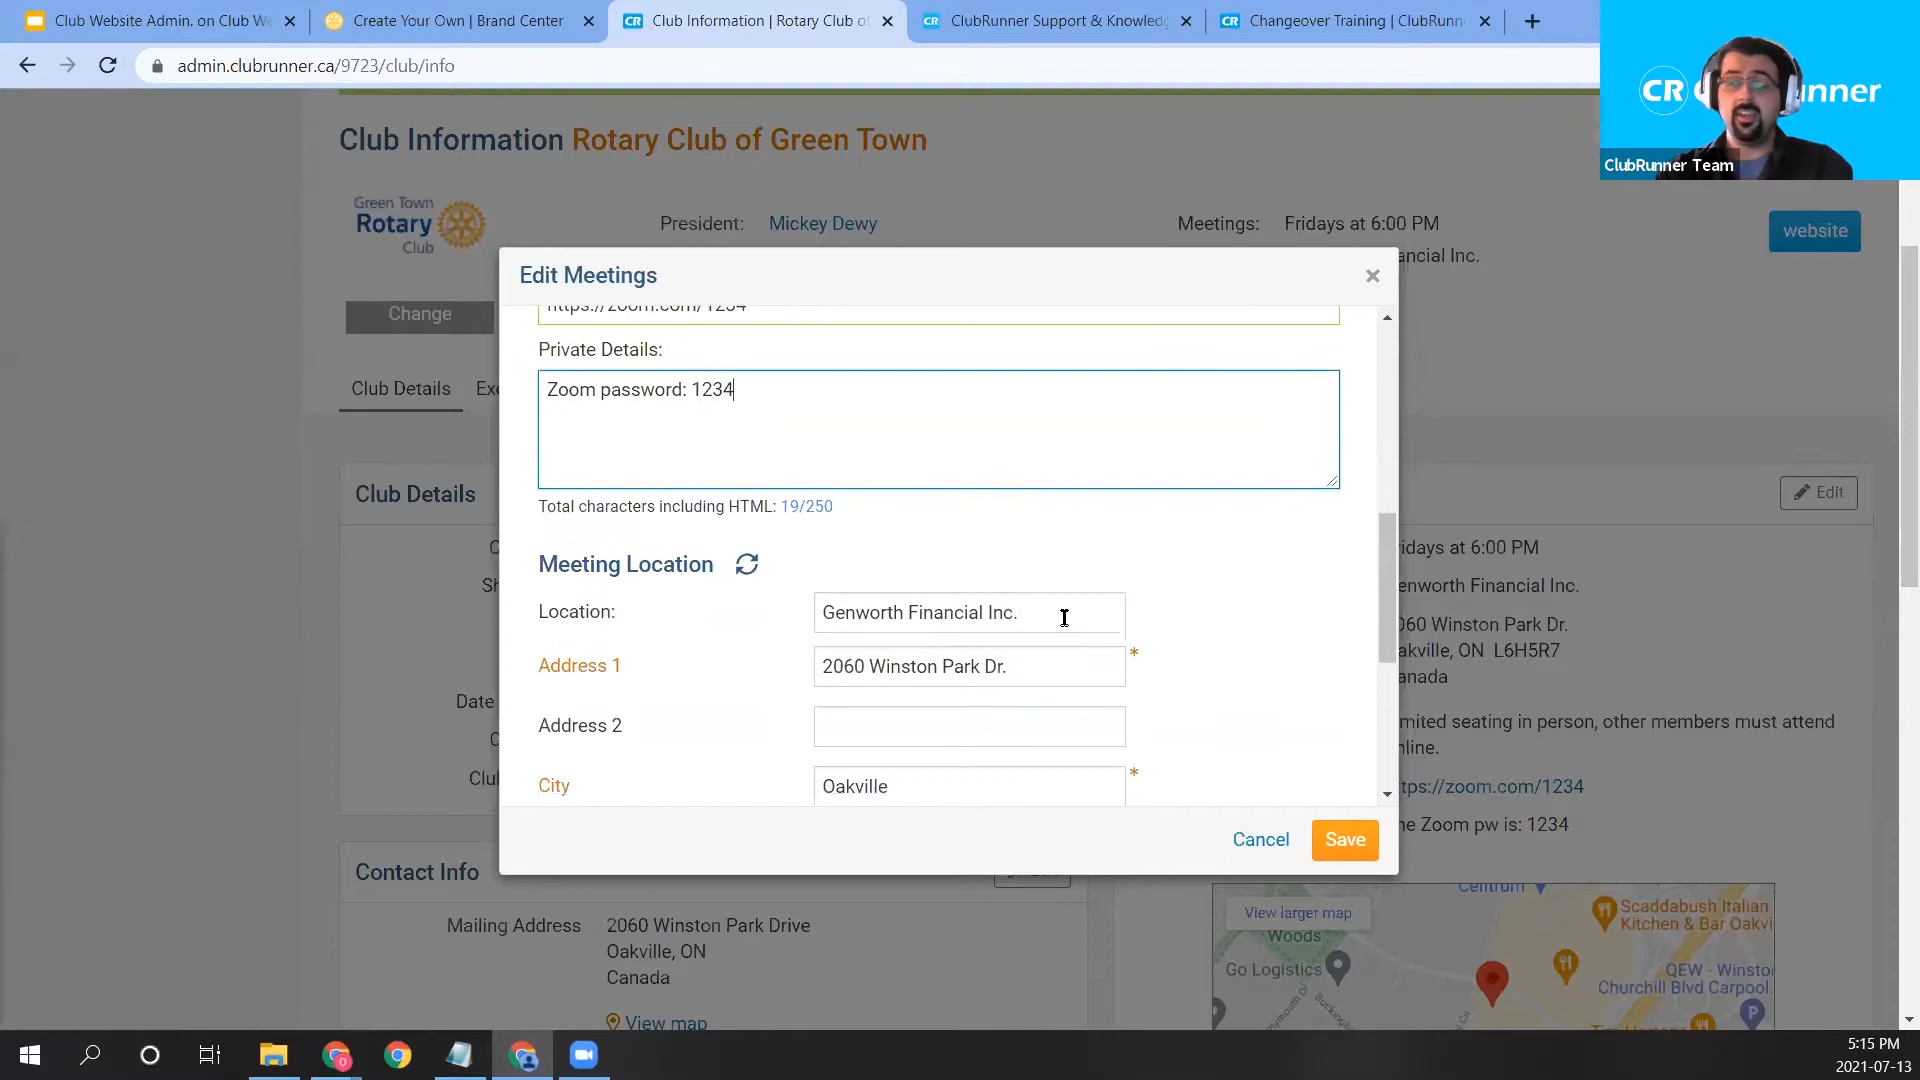 Club Website Admin. on Club We
Create Your Own | Brand Center
Club Information | Rotary Club of
ClubRunner Support & Knowledg
Changeover Training | ClubRunn
admin.clubrunner.ca/9723/club/info
CR
unner
ClubRunner Team
Club Information Rotary Club of Green Town
Green Town
Rotary
Club
President: Mickey Dewy
Meetings: Fridays at 6:00 PM
ancial Inc.
website
Change
Club Details
Edit Meetings
https://zoom.com/1234
Private Details:
Zoom password: 1234
Total characters including HTML: 19/250
Meeting Location
Location: Genworth Financial Inc.
Address 1 2060 Winston Park Dr. *
Address 2
City Oakville *
Cancel Save
Club Details
Edit
idays at 6:00 PM
enworth Financial Inc.
060 Winston Park Dr.
akville, ON L6H5R7
anada
mited seating in person, other members must attend
nline.
tps://zoom.com/1234
he Zoom pw is: 1234
Date
Contact Info
Mailing Address
2060 Winston Park Drive
Oakville, ON
Canada
View map
View larger map
Centrum
Woods
Go Logistics
Scaddabush Italian
Kitchen & Bar Oakvi
QEW - Winsto
Churchill Blvd Carpool.
5:15 PM
2021-07-13